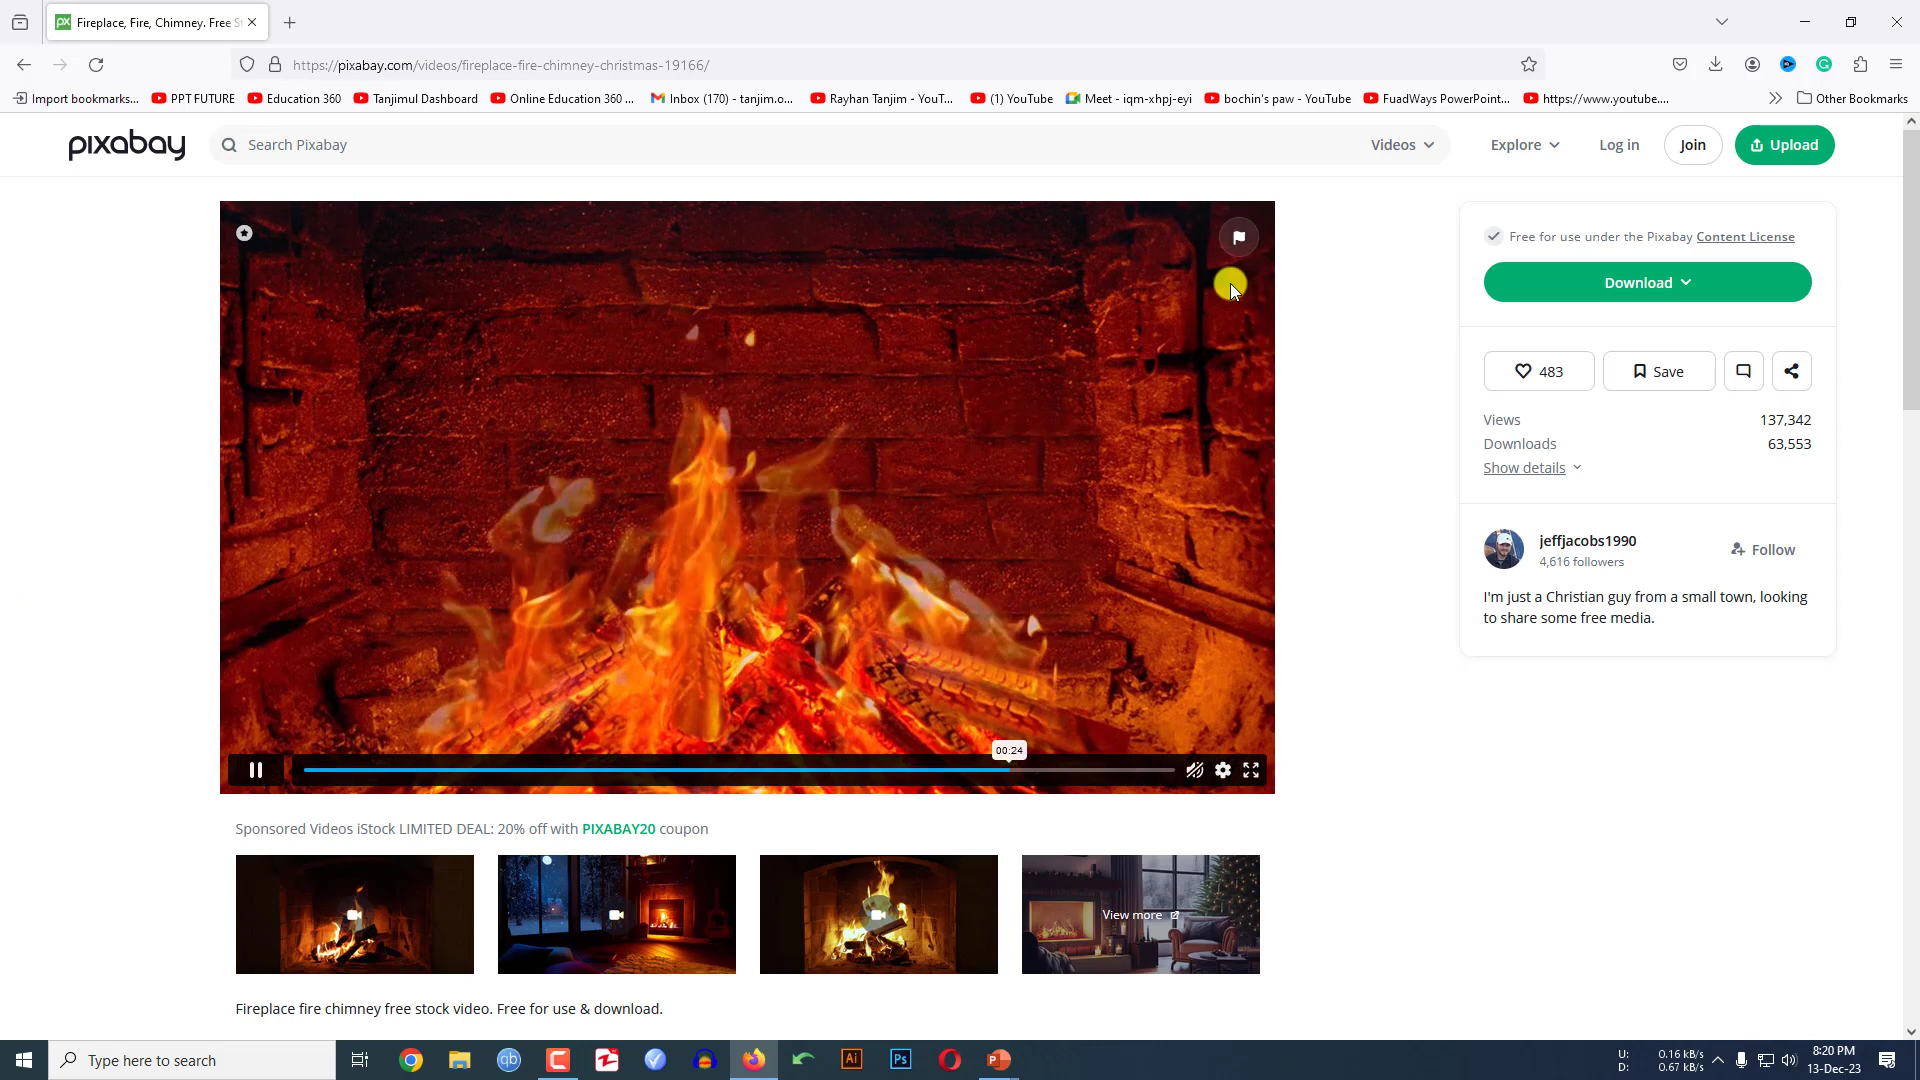 Fireplace, Fire, Chimney. Free S
https://pixabay.com/videos/fireplace-fire-chimney-christmas-19166/
Import bookmarks...
PPT FUTURE
Education 360
Tanjimul Dashboard
Online Education 360 ...
Inbox (170) - tanjim.o...
Rayhan Tanjim - YouT...
(1) YouTube
Meet - iqm-xhpj-eyi
bochin's paw - YouTube
FuadWays PowerPoint...
https://www.youtube....
Other Bookmarks
pixabay
Search Pixabay
Videos
Explore
Log in
Join
Upload
Free for use under the Pixabay Content License
Download
483
Save
Views 137,342
Downloads 63,553
Show details
jeffjacobs1990
4,616 followers
Follow
I'm just a Christian guy from a small town, looking
to share some free media.
00:24
Sponsored Videos iStock LIMITED DEAL: 20% off with PIXABAY20 coupon
View more
Fireplace fire chimney free stock video. Free for use & download.
Type here to search
qb
Ai
Ps
U: 0.16 kB/s
D: 0.67 kB/s
8:20 PM
13-Dec-23